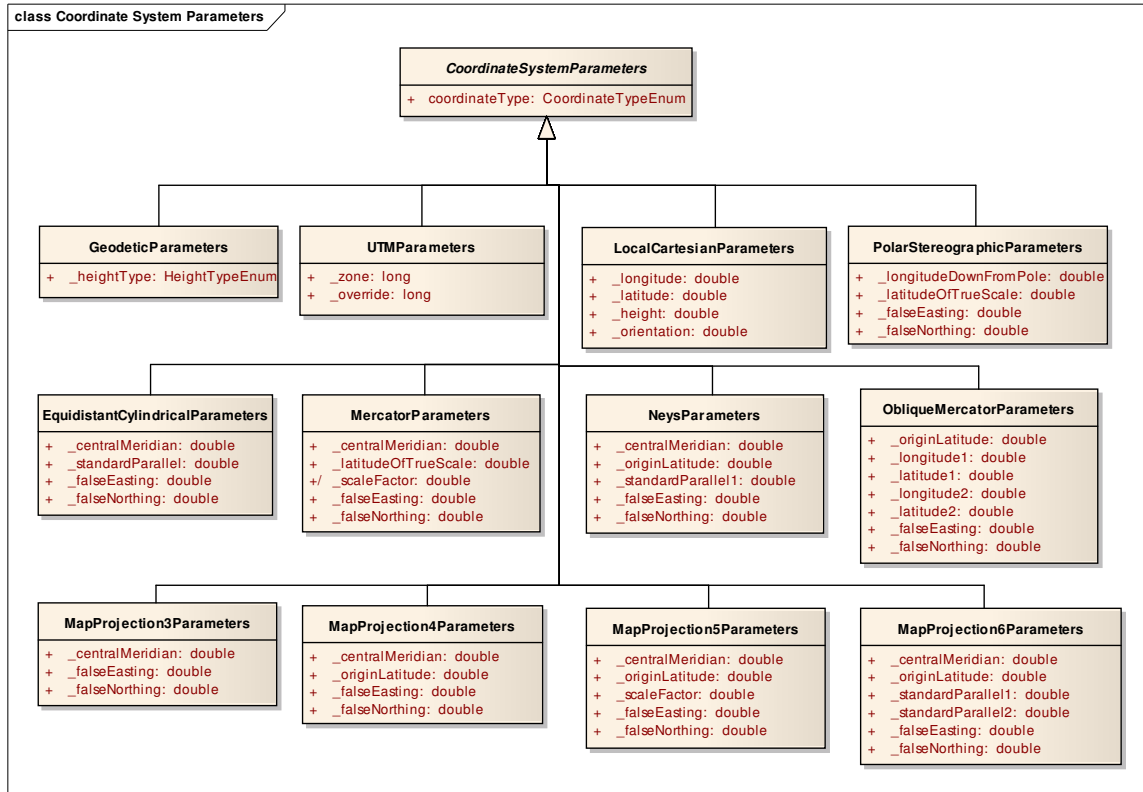 class Coordinate System Parameters
CoordinateSystemParameters
+ coordinateType: CoordinateTypeEnum
GeodeticParameters
+ _heightType: HeightTypeEnum
UTMParameters
+ _zone: long
+ _override: long
LocalCartesianParameters
+ _longitude: double
+ _latitude: double
+ _height: double
+ _orientation: double
PolarStereographicParameters
+ _longitudeDownFromPole: double
+ _latitudeOfTrueScale: double
+ _falseEasting: double
+ _falseNorthing: double
EquidistantCylindricalParameters
+ _centralMeridian: double
+ _standardParallel: double
+ _falseEasting: double
+ _falseNorthing: double
MercatorParameters
+ _centralMeridian: double
+ _latitudeOfTrueScale: double
+/ _scaleFactor: double
+ _falseEasting: double
+ _falseNorthing: double
NeysParameters
+ _centralMeridian: double
+ _originLatitude: double
+ _standardParallel1: double
+ _falseEasting: double
+ _falseNorthing: double
ObliqueMercatorParameters
+ _originLatitude: double
+ _longitude1: double
+ _latitude1: double
+ _longitude2: double
+ _latitude2: double
+ _falseEasting: double
+ _falseNorthing: double
MapProjection3Parameters
+ _centralMeridian: double
+ _falseEasting: double
+ _falseNorthing: double
MapProjection4Parameters
+ _centralMeridian: double
+ _originLatitude: double
+ _falseEasting: double
+ _falseNorthing: double
MapProjection5Parameters
+ _centralMeridian: double
+ _originLatitude: double
+ _scaleFactor: double
+ _falseEasting: double
+ _falseNorthing: double
MapProjection6Parameters
+ _centralMeridian: double
+ _originLatitude: double
+ _standardParallel1: double
+ _standardParallel2: double
+ _falseEasting: double
+ _falseNorthing: double